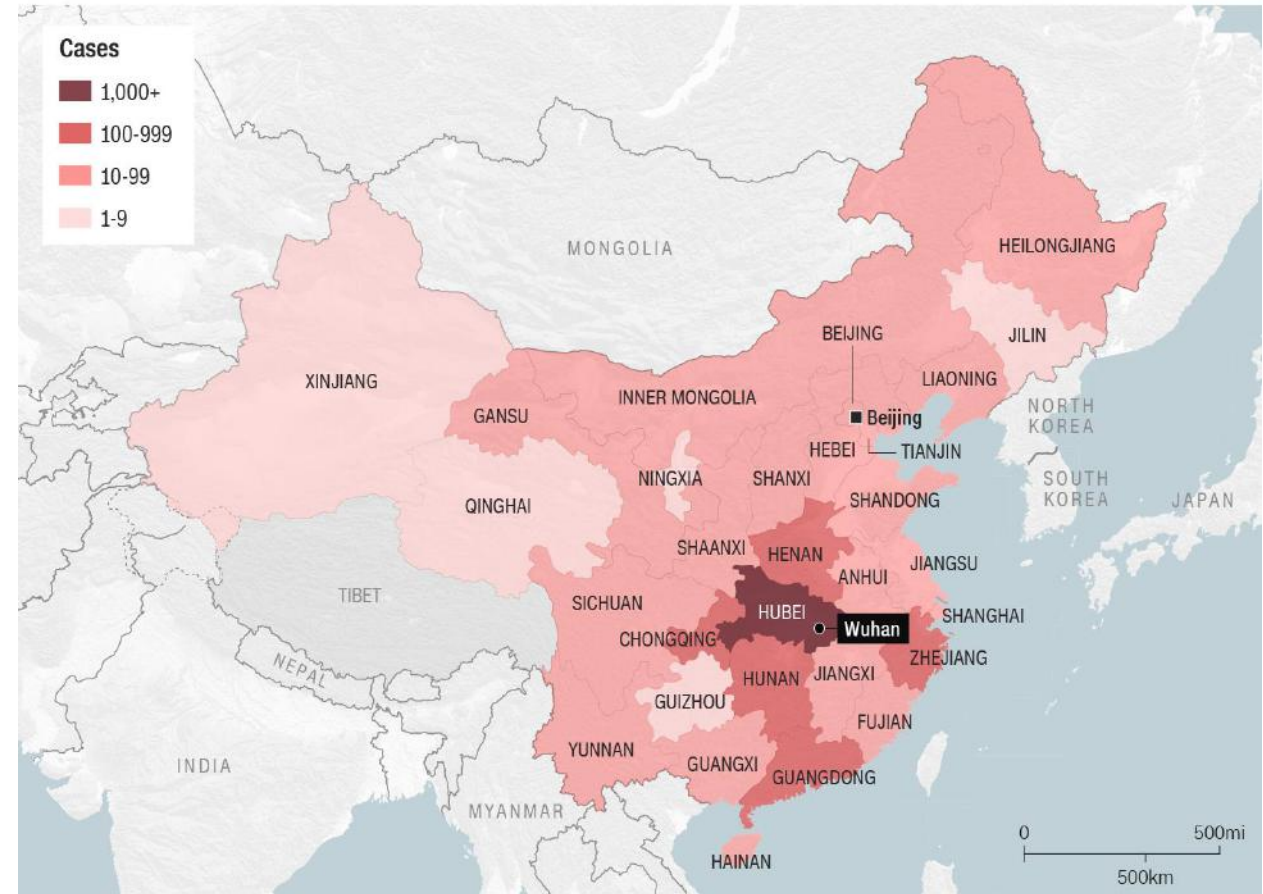 Cases
1,000+
100-999
10-99
1-9
MONGOLIA
HEILONGJIANG
JILIN
BEIJING
XINJIANG
LIAONING
INNER MONGOLIA
GANSU
NORTH
KOREA
Beijing
HEBEI
TIANJIN
NINGXIA
SHANXI
SOUTH
KOREA
QINGHAI
SHANDONG
JAPAN
SHAANXI
HENAN
JIANGSU
ANHUI
TIBET
SICHUAN
HUBEI
SHANGHAI
Wuhan
CHONGQING
ZHEJIANG
NEPAL
HUNAN
JIANGXI
GUIZHOU
FUJIAN
YUNNAN
INDIA
GUANGXI
GUANGDONG
MYANMAR
HAINAN
0 500mi
500km